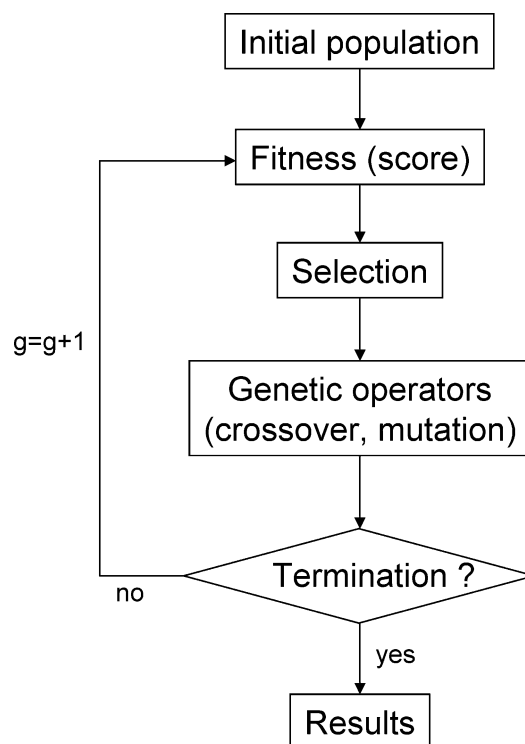 Initial population
Fitness (score)
Selection
g=g+1
Genetic operators
(crossover, mutation)
Termination ?
no
yes
Results